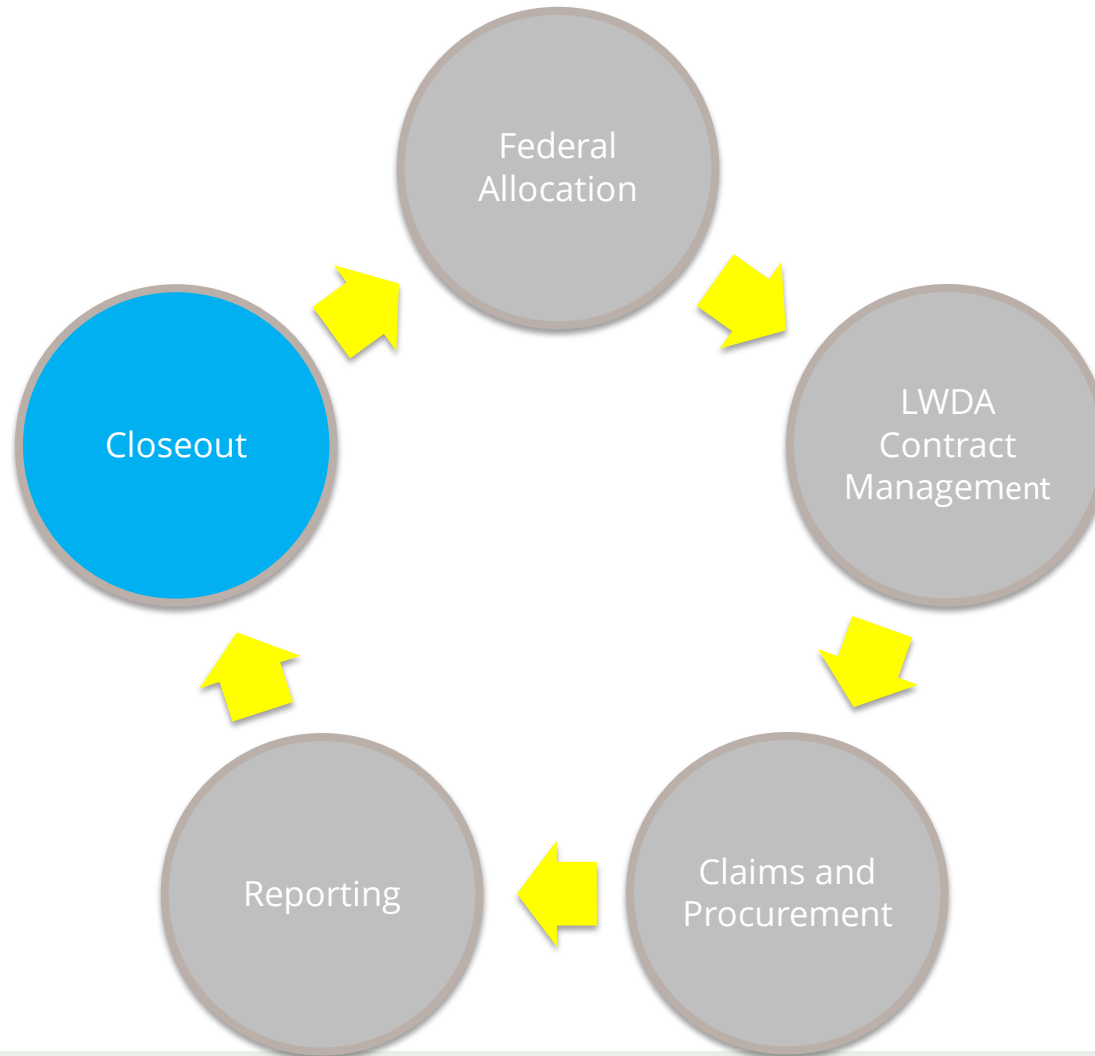 Federal
Allocation
LWDA
Contract
Management
Claims and
Procurement
Reporting
Closeout